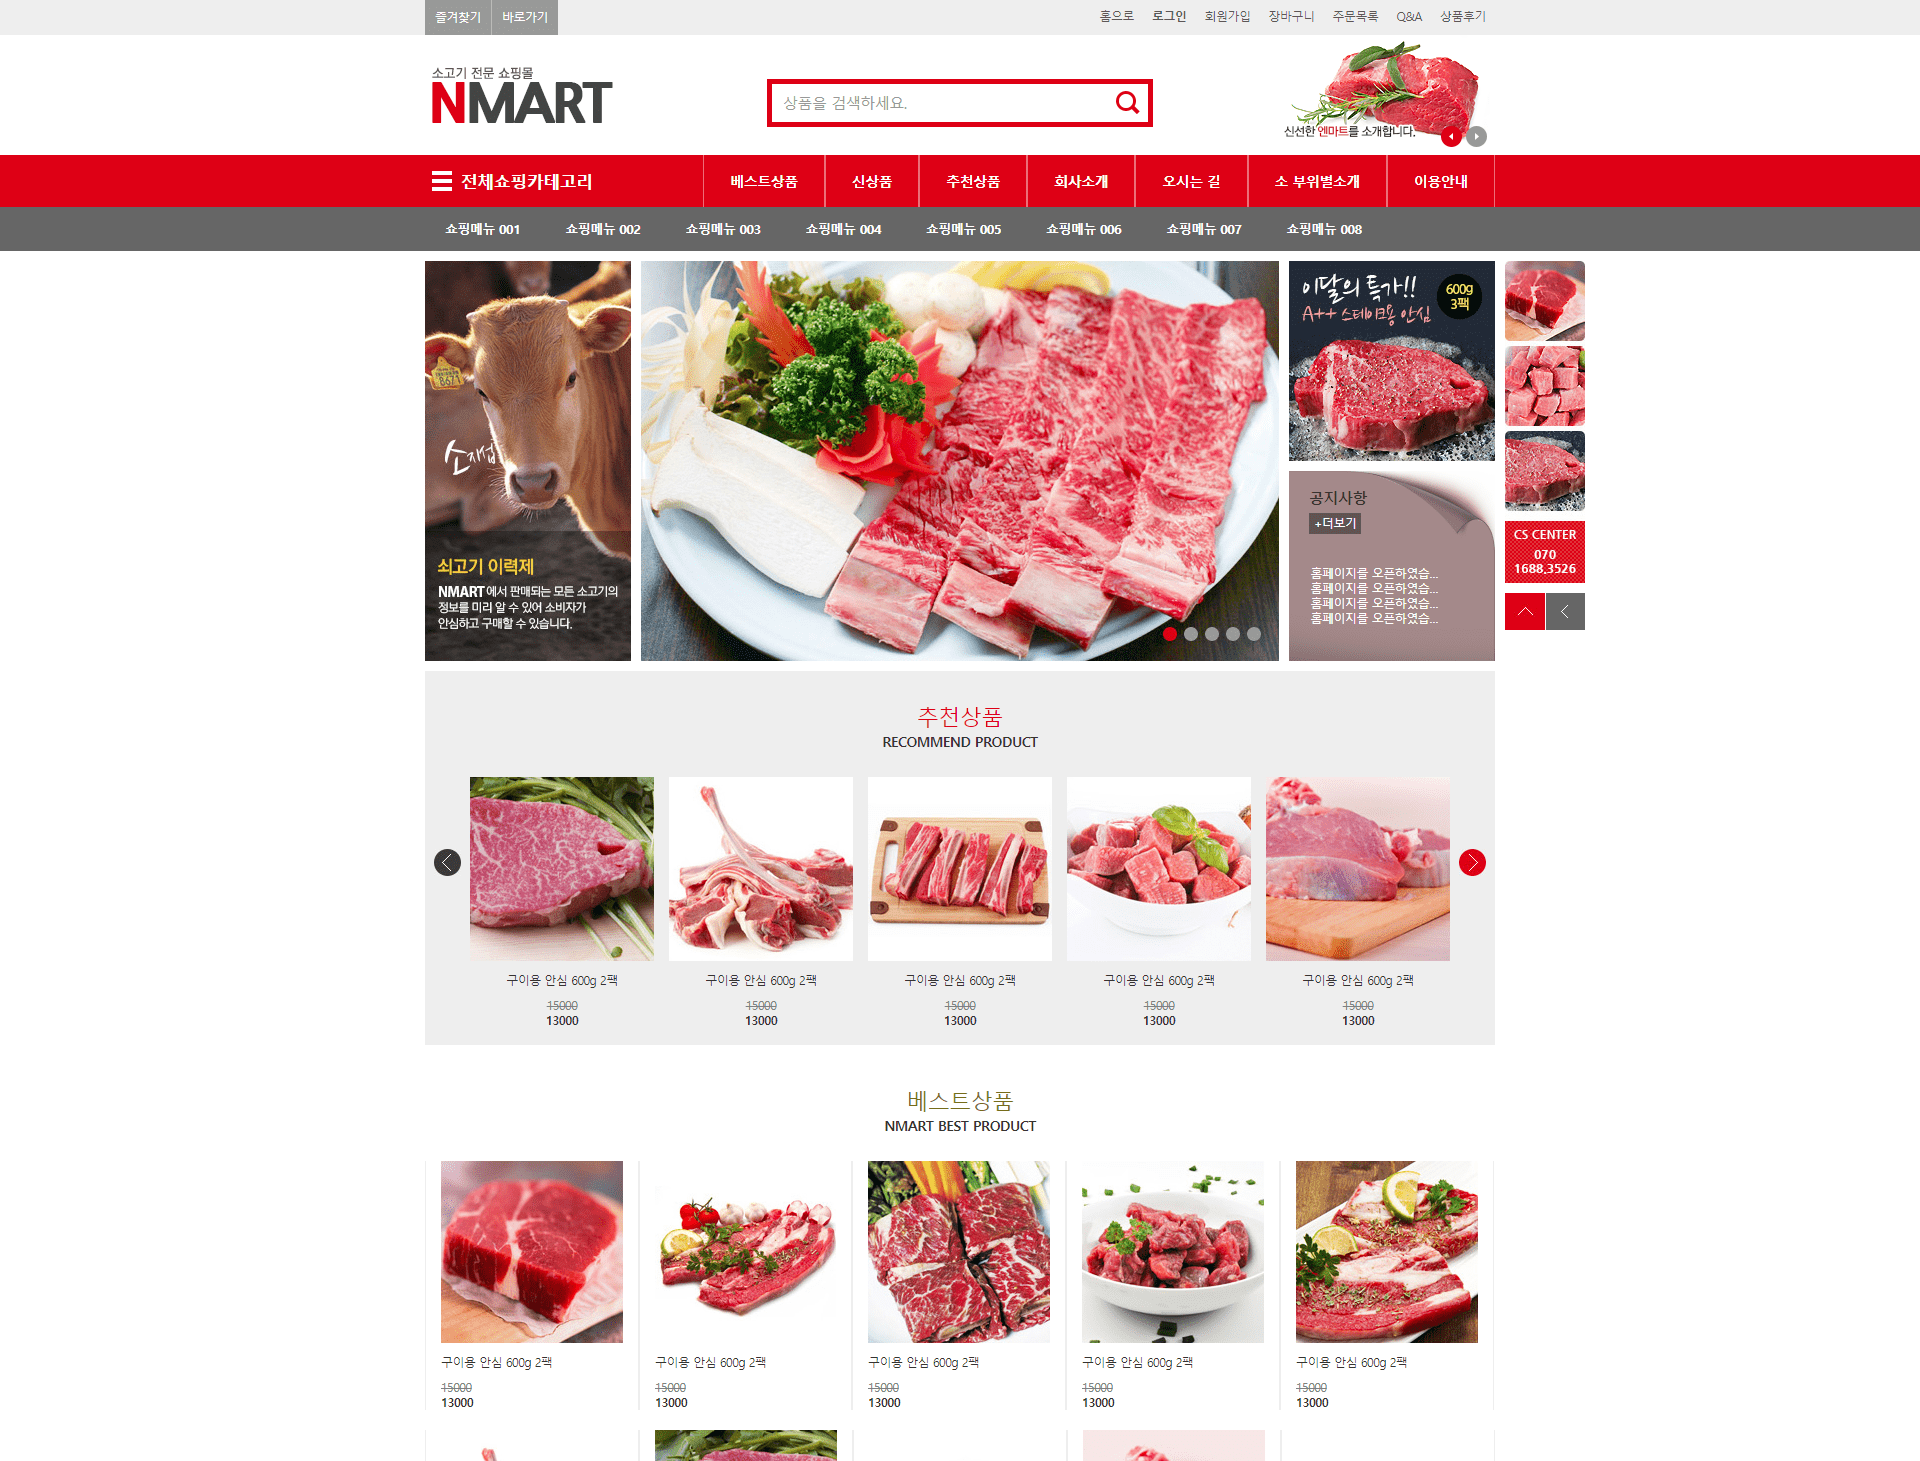 즐겨찾기 바로가기 홈으로 로그인 회원가입 장바구니 주문목록 Q&A 상품후기
소고기 전문 쇼핑몰
NMART
상품을 검색하세요.
신선한 엔마트를 소개합니다.
전체쇼핑카테고리 베스트상품 신상품 추천상품 회사소개 오시는 길 소 부위별소개 이용안내
쇼핑메뉴 001 쇼핑메뉴 002 쇼핑메뉴 003 쇼핑메뉴 004 쇼핑메뉴 005 쇼핑메뉴 006 쇼핑메뉴 007 쇼핑메뉴 008
8671
쇠고기 이력제
NMART에서 판매되는 모든 소고기의
정보를 미리 알 수 있어 소비자가
안심하고 구매할 수 있습니다.
이달의 특가!!
A++ 스테이크용 안심
600g
3팩
공지사항
+더보기
홈페이지를 오픈하였습...
홈페이지를 오픈하였습...
홈페이지를 오픈하였습...
홈페이지를 오픈하였습...
CS CENTER
070
1688,3526
추천상품
RECOMMEND PRODUCT
구이용 안심 600g 2팩 구이용 안심 600g 2팩 구이용 안심 600g 2팩 구이용 안심 600g 2팩 구이용 안심 600g 2팩
15000 15000 15000 15000 15000
13000 13000 13000 13000 13000
베스트상품
NMART BEST PRODUCT
구이용 안심 600g 2팩 구이용 안심 600g 2팩 구이용 안심 600g 2팩 구이용 안심 600g 2팩 구이용 안심 600g 2팩
15000 15000 15000 15000 15000
13000 13000 13000 13000 13000